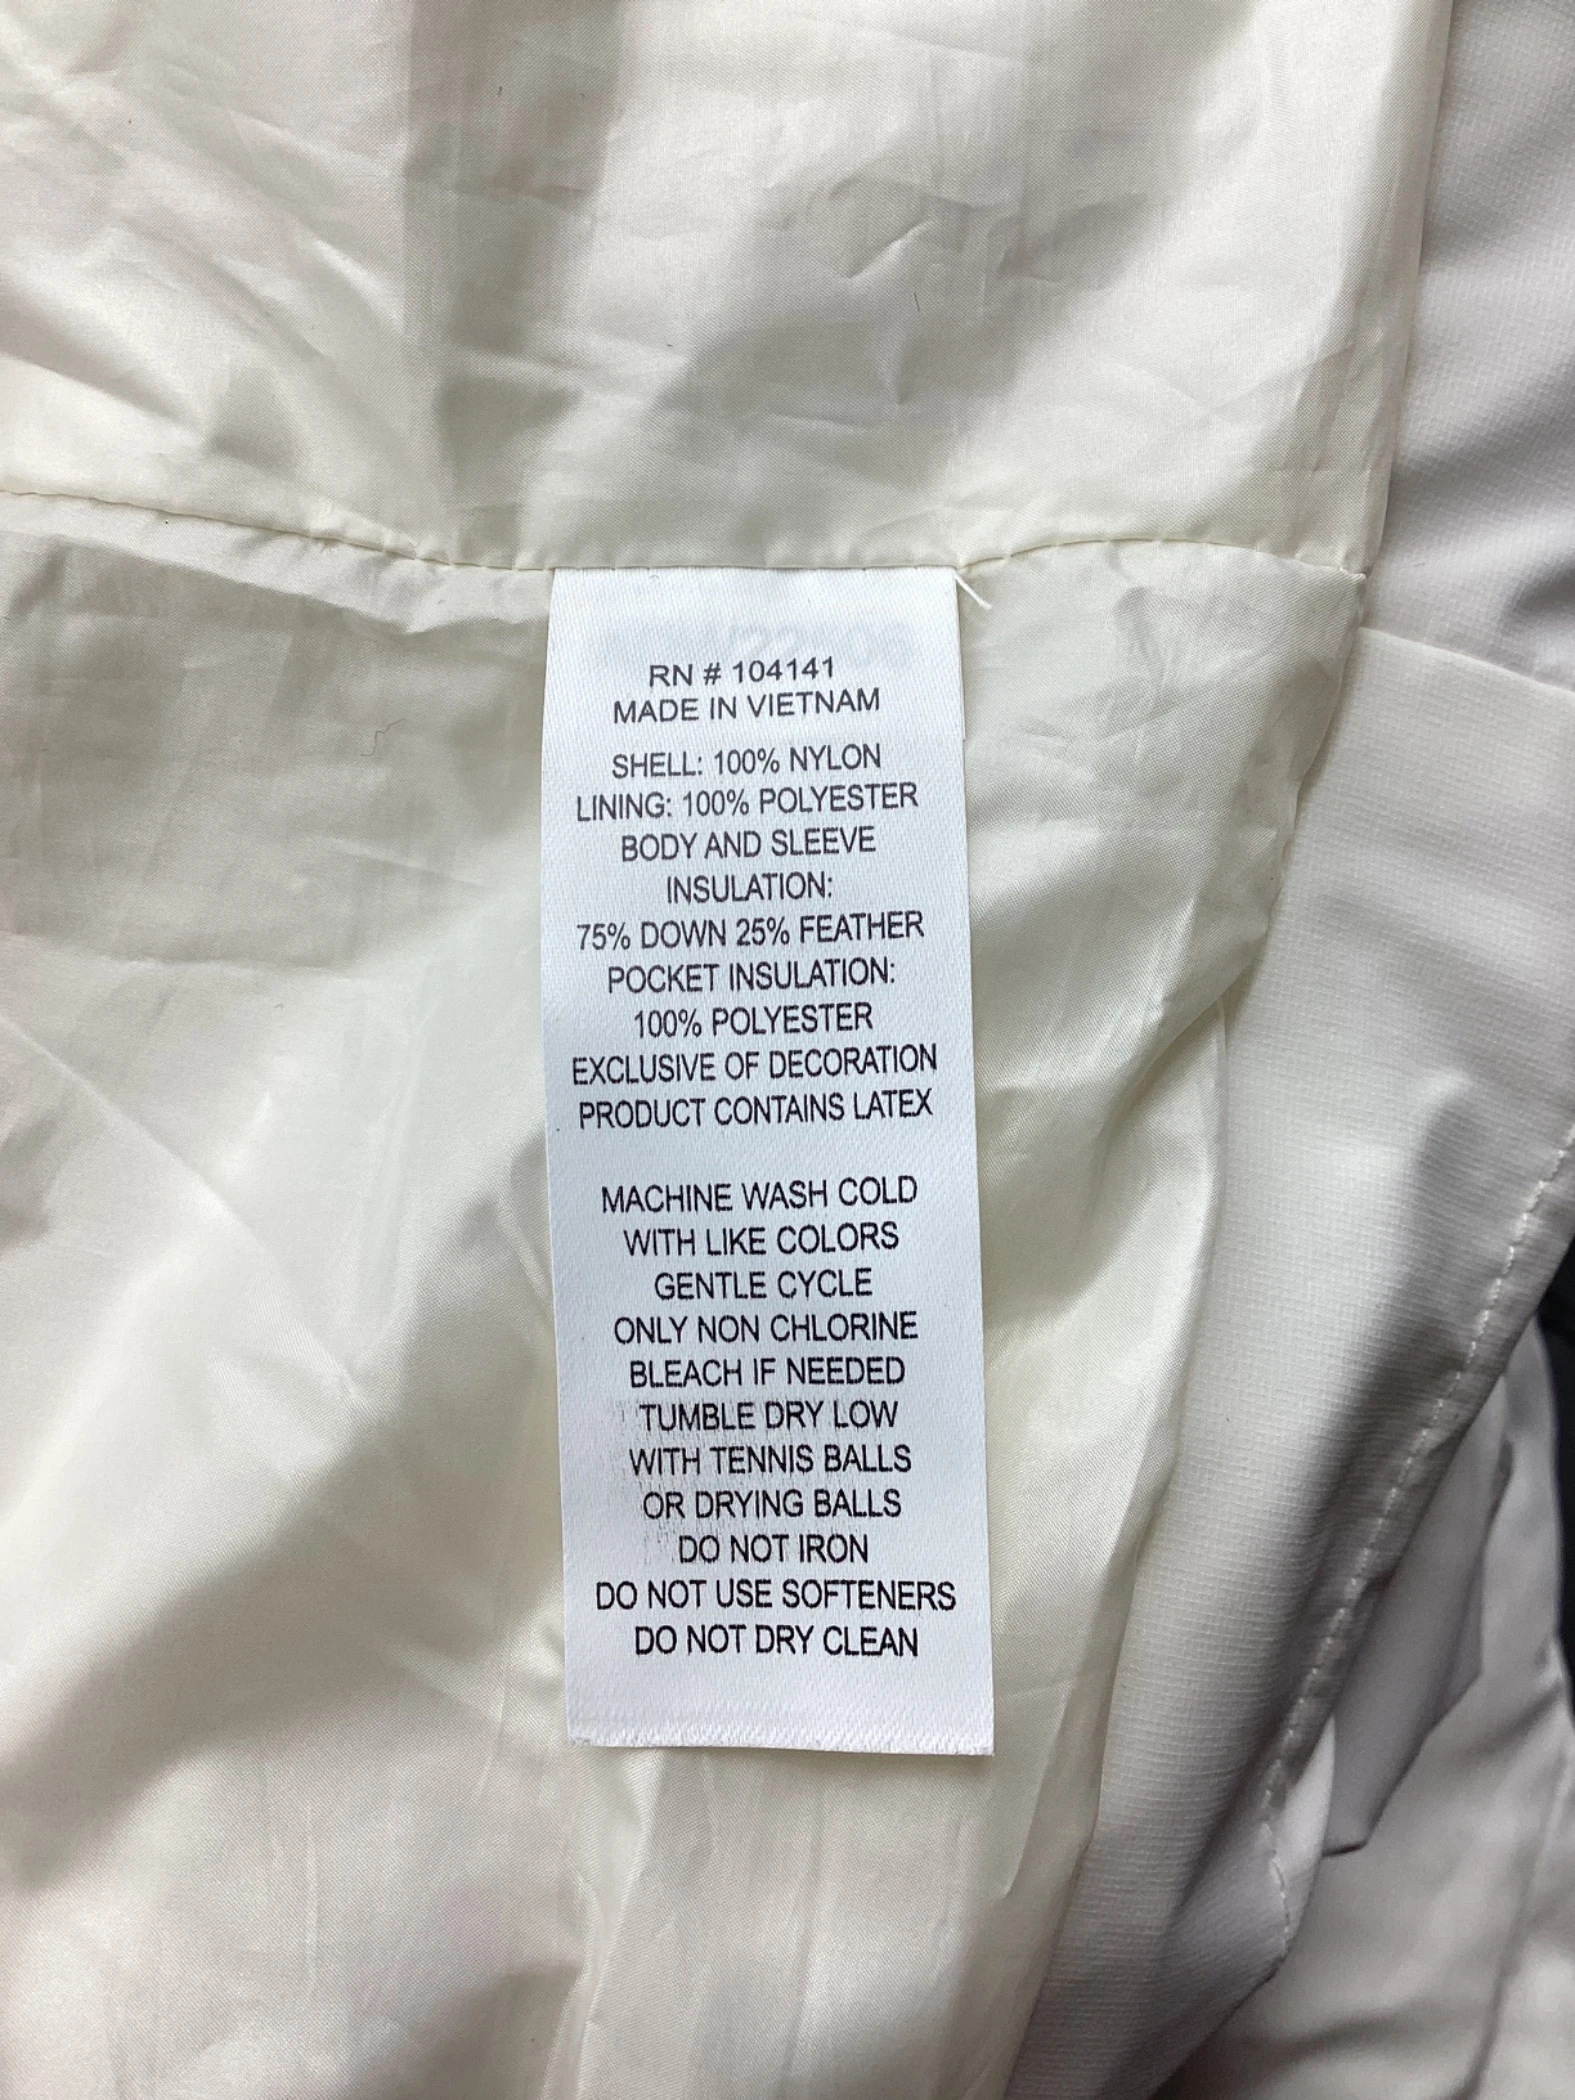 RN # 104141
MADE IN VIETNAM
SHELL: 100% NYLON
LINING: 100% POLYESTER
BODY AND SLEEVE
INSULATION:
75% DOWN 25% FEATHER
POCKET INSULATION:
100% POLYESTER
EXCLUSIVE OF DECORATION
PRODUCT CONTAINS LATEX
MACHINE WASH COLD
WITH LIKE COLORS
GENTLE CYCLE
ONLY NON CHLORINE
BLEACH IF NEEDED
TUMBLE DRY LOW
WITH TENNIS BALLS
OR DRYING BALLS
DO NOT IRON
DO NOT USE SOFTENERS
DO NOT DRY CLEAN